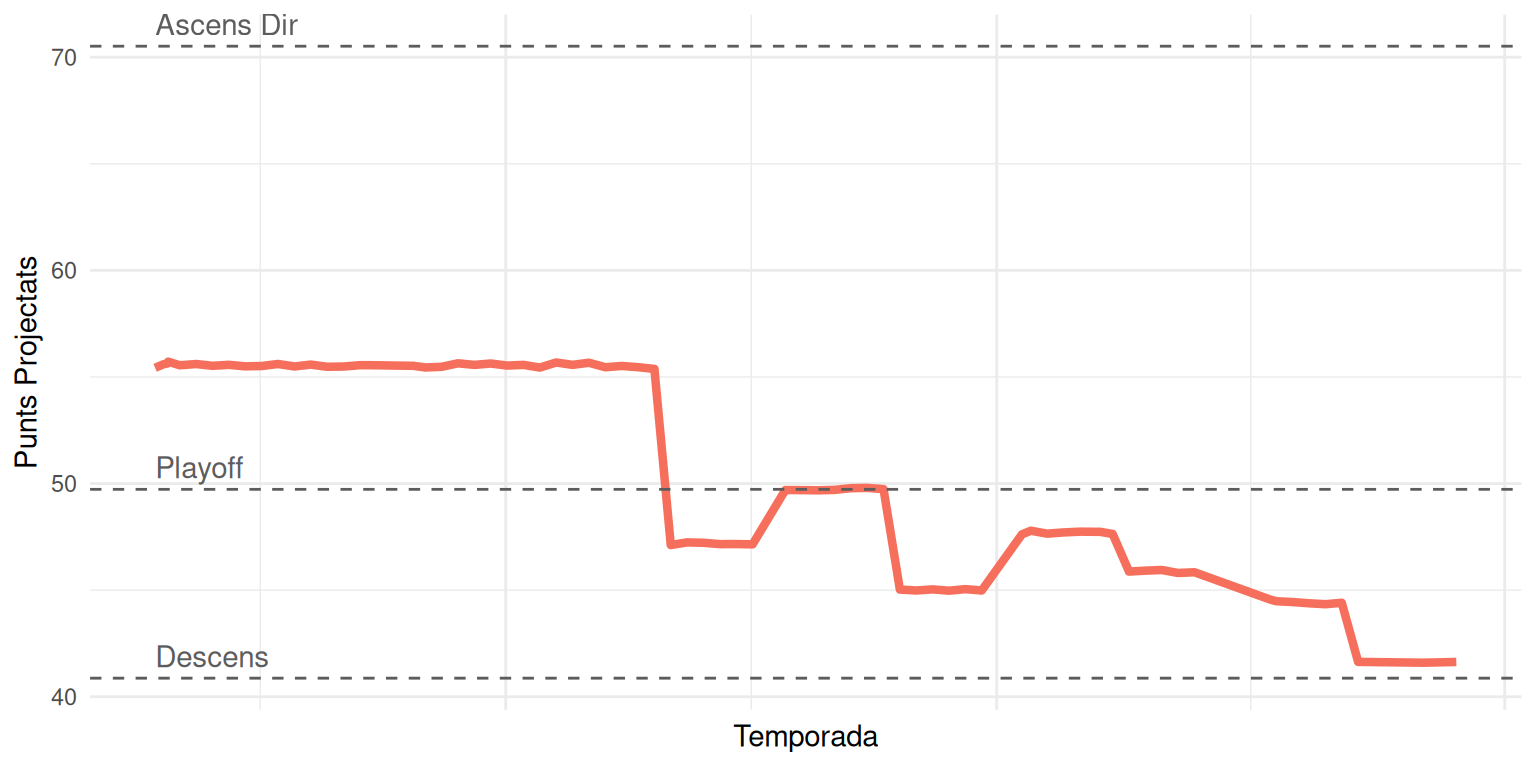 Ascens Dir
70
60
Punts Projectats
Playoff
50
Descens
40
Temporada